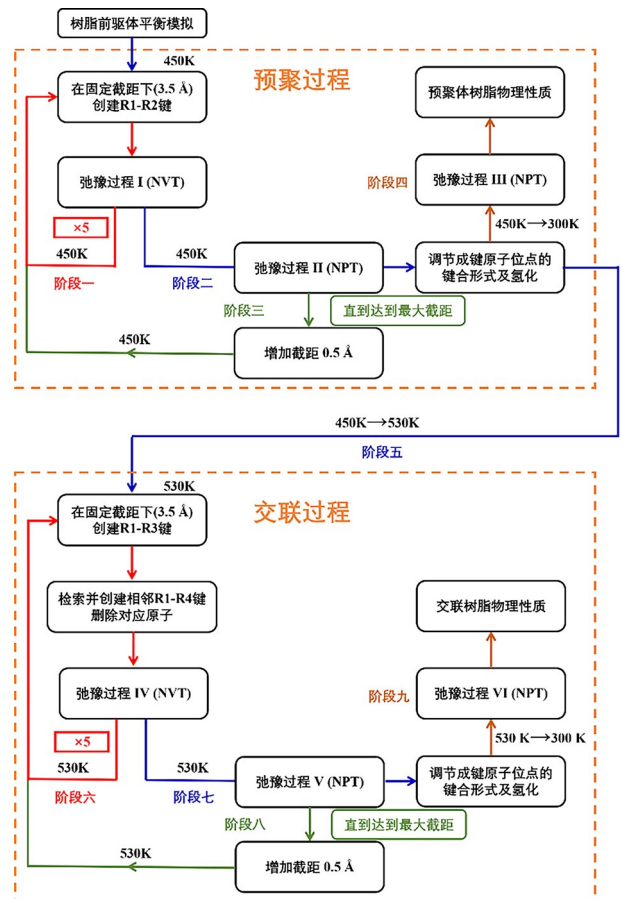 树脂前驱体平衡模拟
450K
在固定截距下(3.5 Å)
创建R1-R2键
预聚过程
预聚体树脂物理性质
弛豫过程 I (NVT)
阶段四
弛豫过程 III (NPT)
×5
450K→300K
450K
阶段一
450K
阶段二
弛豫过程 II (NPT)
调节成键原子位点的
键合形式及氢化
阶段三
直到达到最大截距
450K
增加截距 0.5 Å
450K→530K
阶段五
530K
在固定截距下(3.5 Å)
创建R1-R3键
交联过程
检索并创建相邻R1-R4键
删除对应原子
交联树脂物理性质
弛豫过程 IV (NVT)
阶段九
弛豫过程 VI (NPT)
×5
530 K→300 K
530K
阶段六
530K
阶段七
弛豫过程 V (NPT)
调节成键原子位点的
键合形式及氢化
阶段八
直到达到最大截距
530K
增加截距 0.5 Å